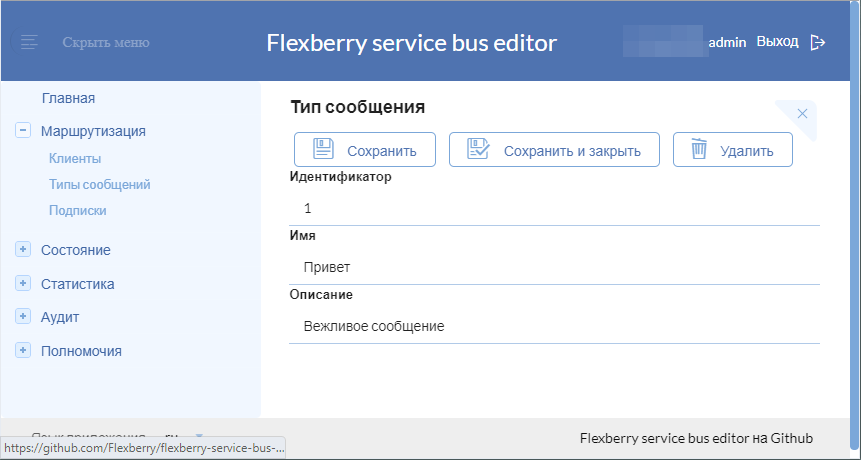 Скрыть меню
Flexberry service bus editor
admin Выход
Главная
Маршрутизация
Клиенты
Типы сообщений
Подписки
Состояние
Статистика
Аудит
Полномочия
Тип сообщения
Сохранить
Сохранить и закрыть
Удалить
Идентификатор
1
Имя
Привет
Описание
Вежливое сообщение
https://github.com/Flexberry/flexberry-service-bus-...
Flexberry service bus editor на Github